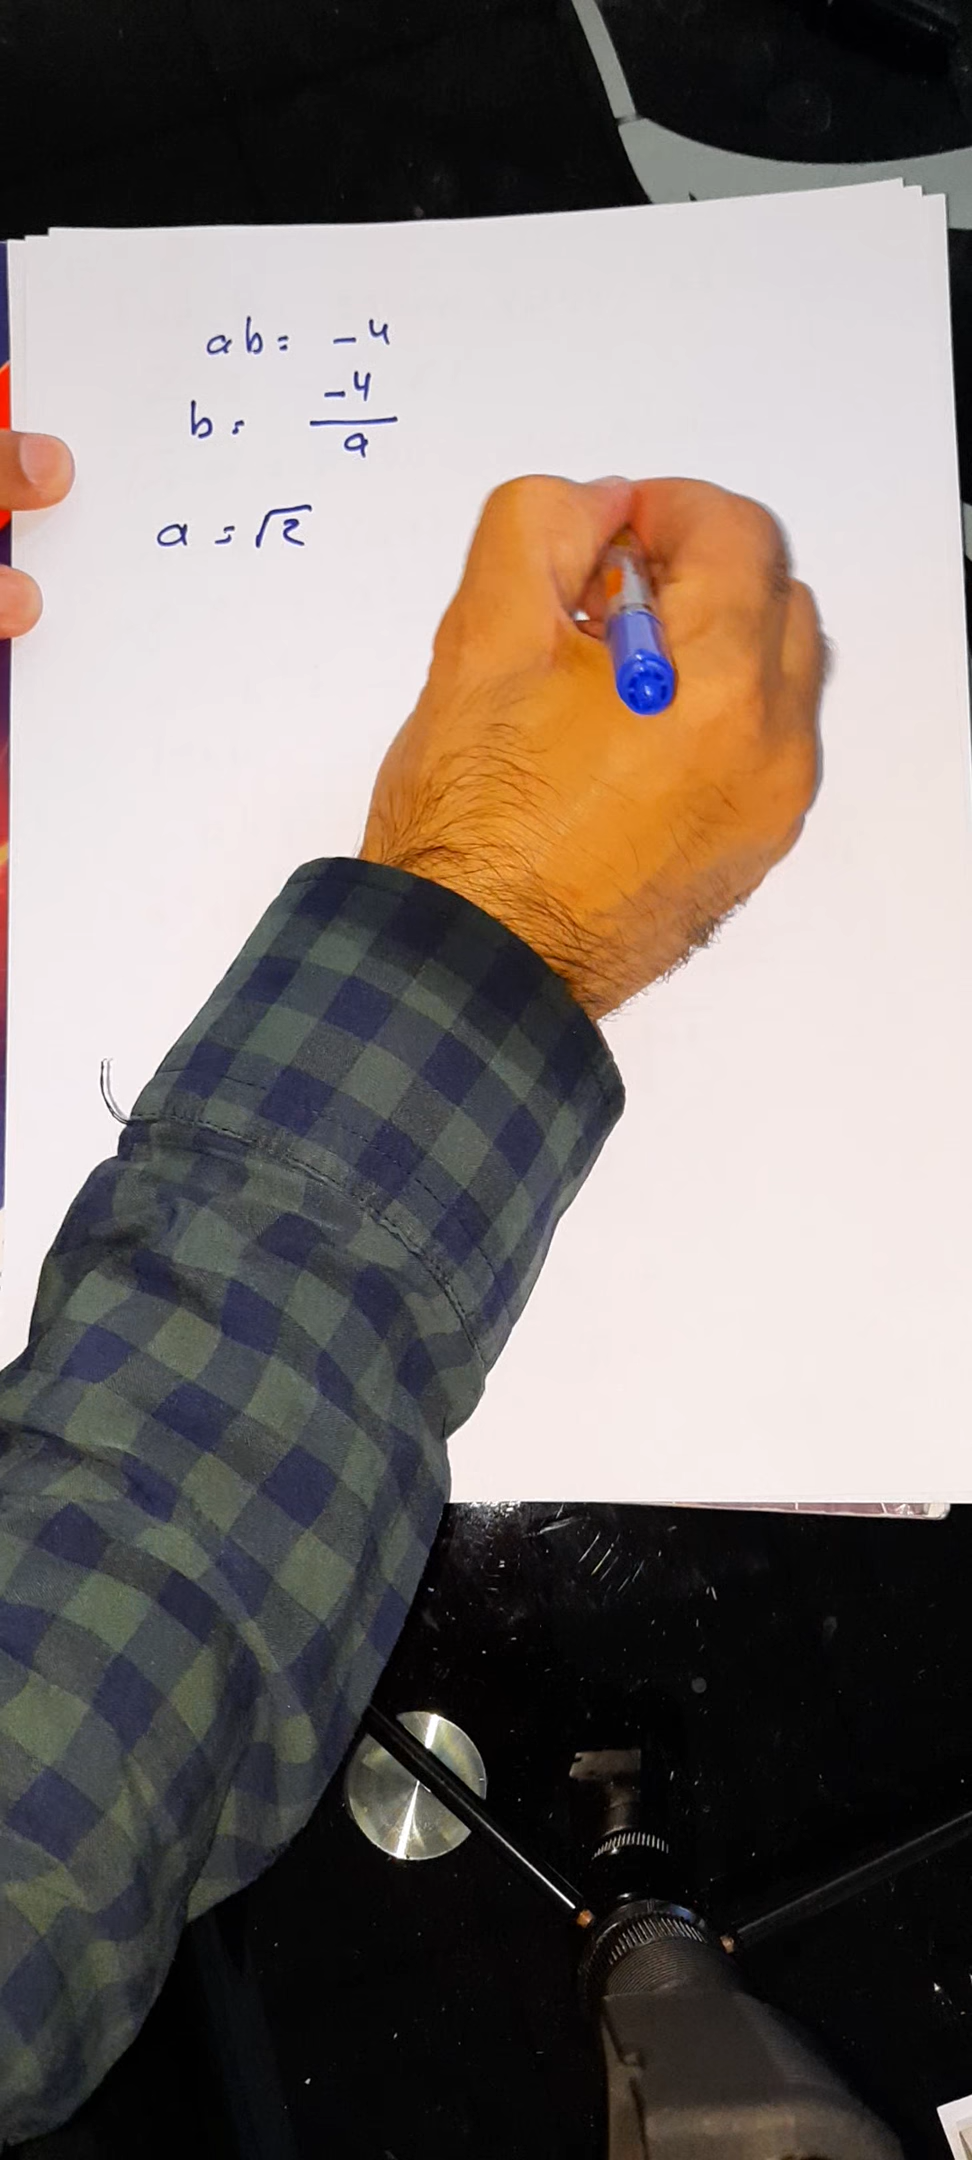 ab = -4
b = -4/a
a = √2